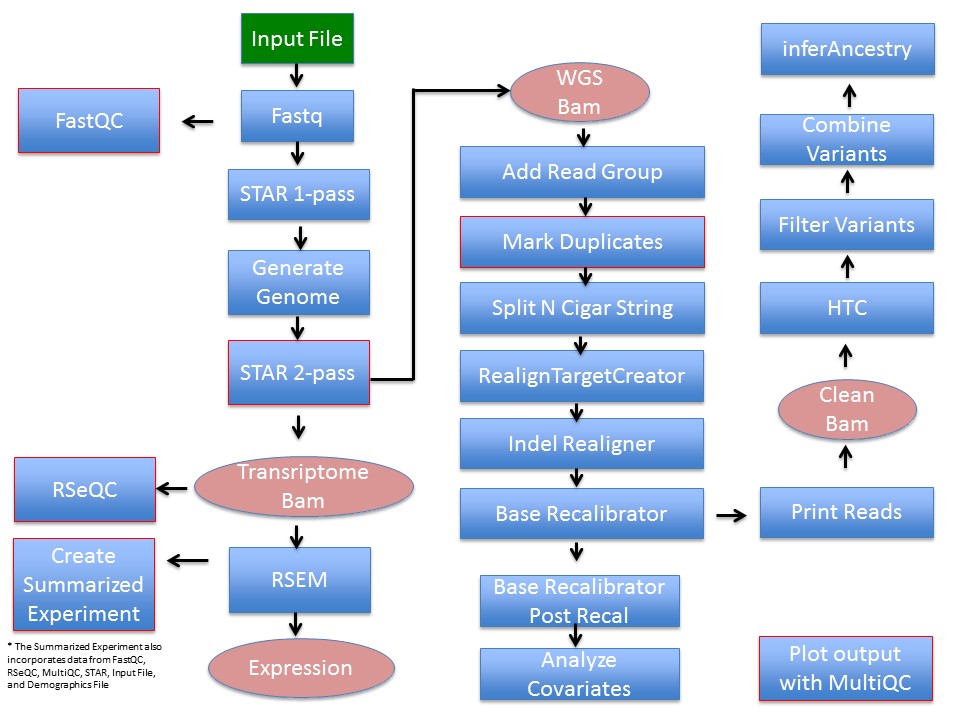 Input File
FastQC
Fastq
STAR 1-pass
Generate
Genome
STAR 2-pass
Transriptome
Bam
RSeQC
RSEM
Create
Summarized
Experiment
Expression
* The Summarized Experiment also
incorporates data from FastQC,
RSeQC, MultiQC, STAR, Input File,
and Demographics File
WGS
Bam
Add Read Group
Mark Duplicates
Split N Cigar String
RealignTargetCreator
Indel Realigner
Base Recalibrator
Base Recalibrator
Post Recal
Analyze
Covariates
Print Reads
Clean
Bam
HTC
Filter Variants
Combine
Variants
inferAncestry
Plot output
with MultiQC